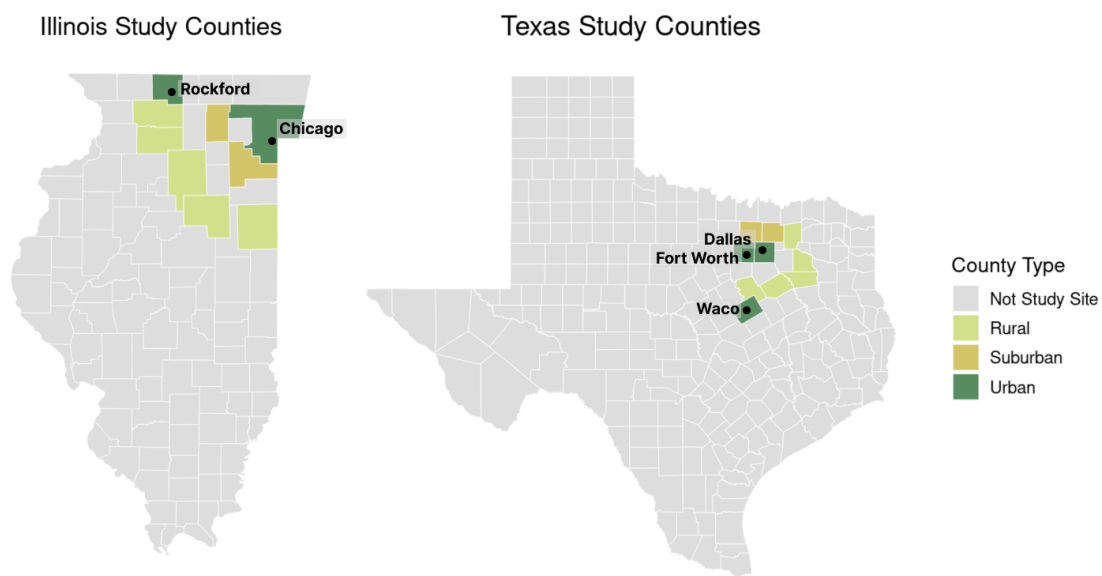 Illinois Study Counties
Texas Study Counties
Rockford
Chicago
Dallas
Fort Worth
Waco
County Type
Not Study Site
Rural
Suburban
Urban